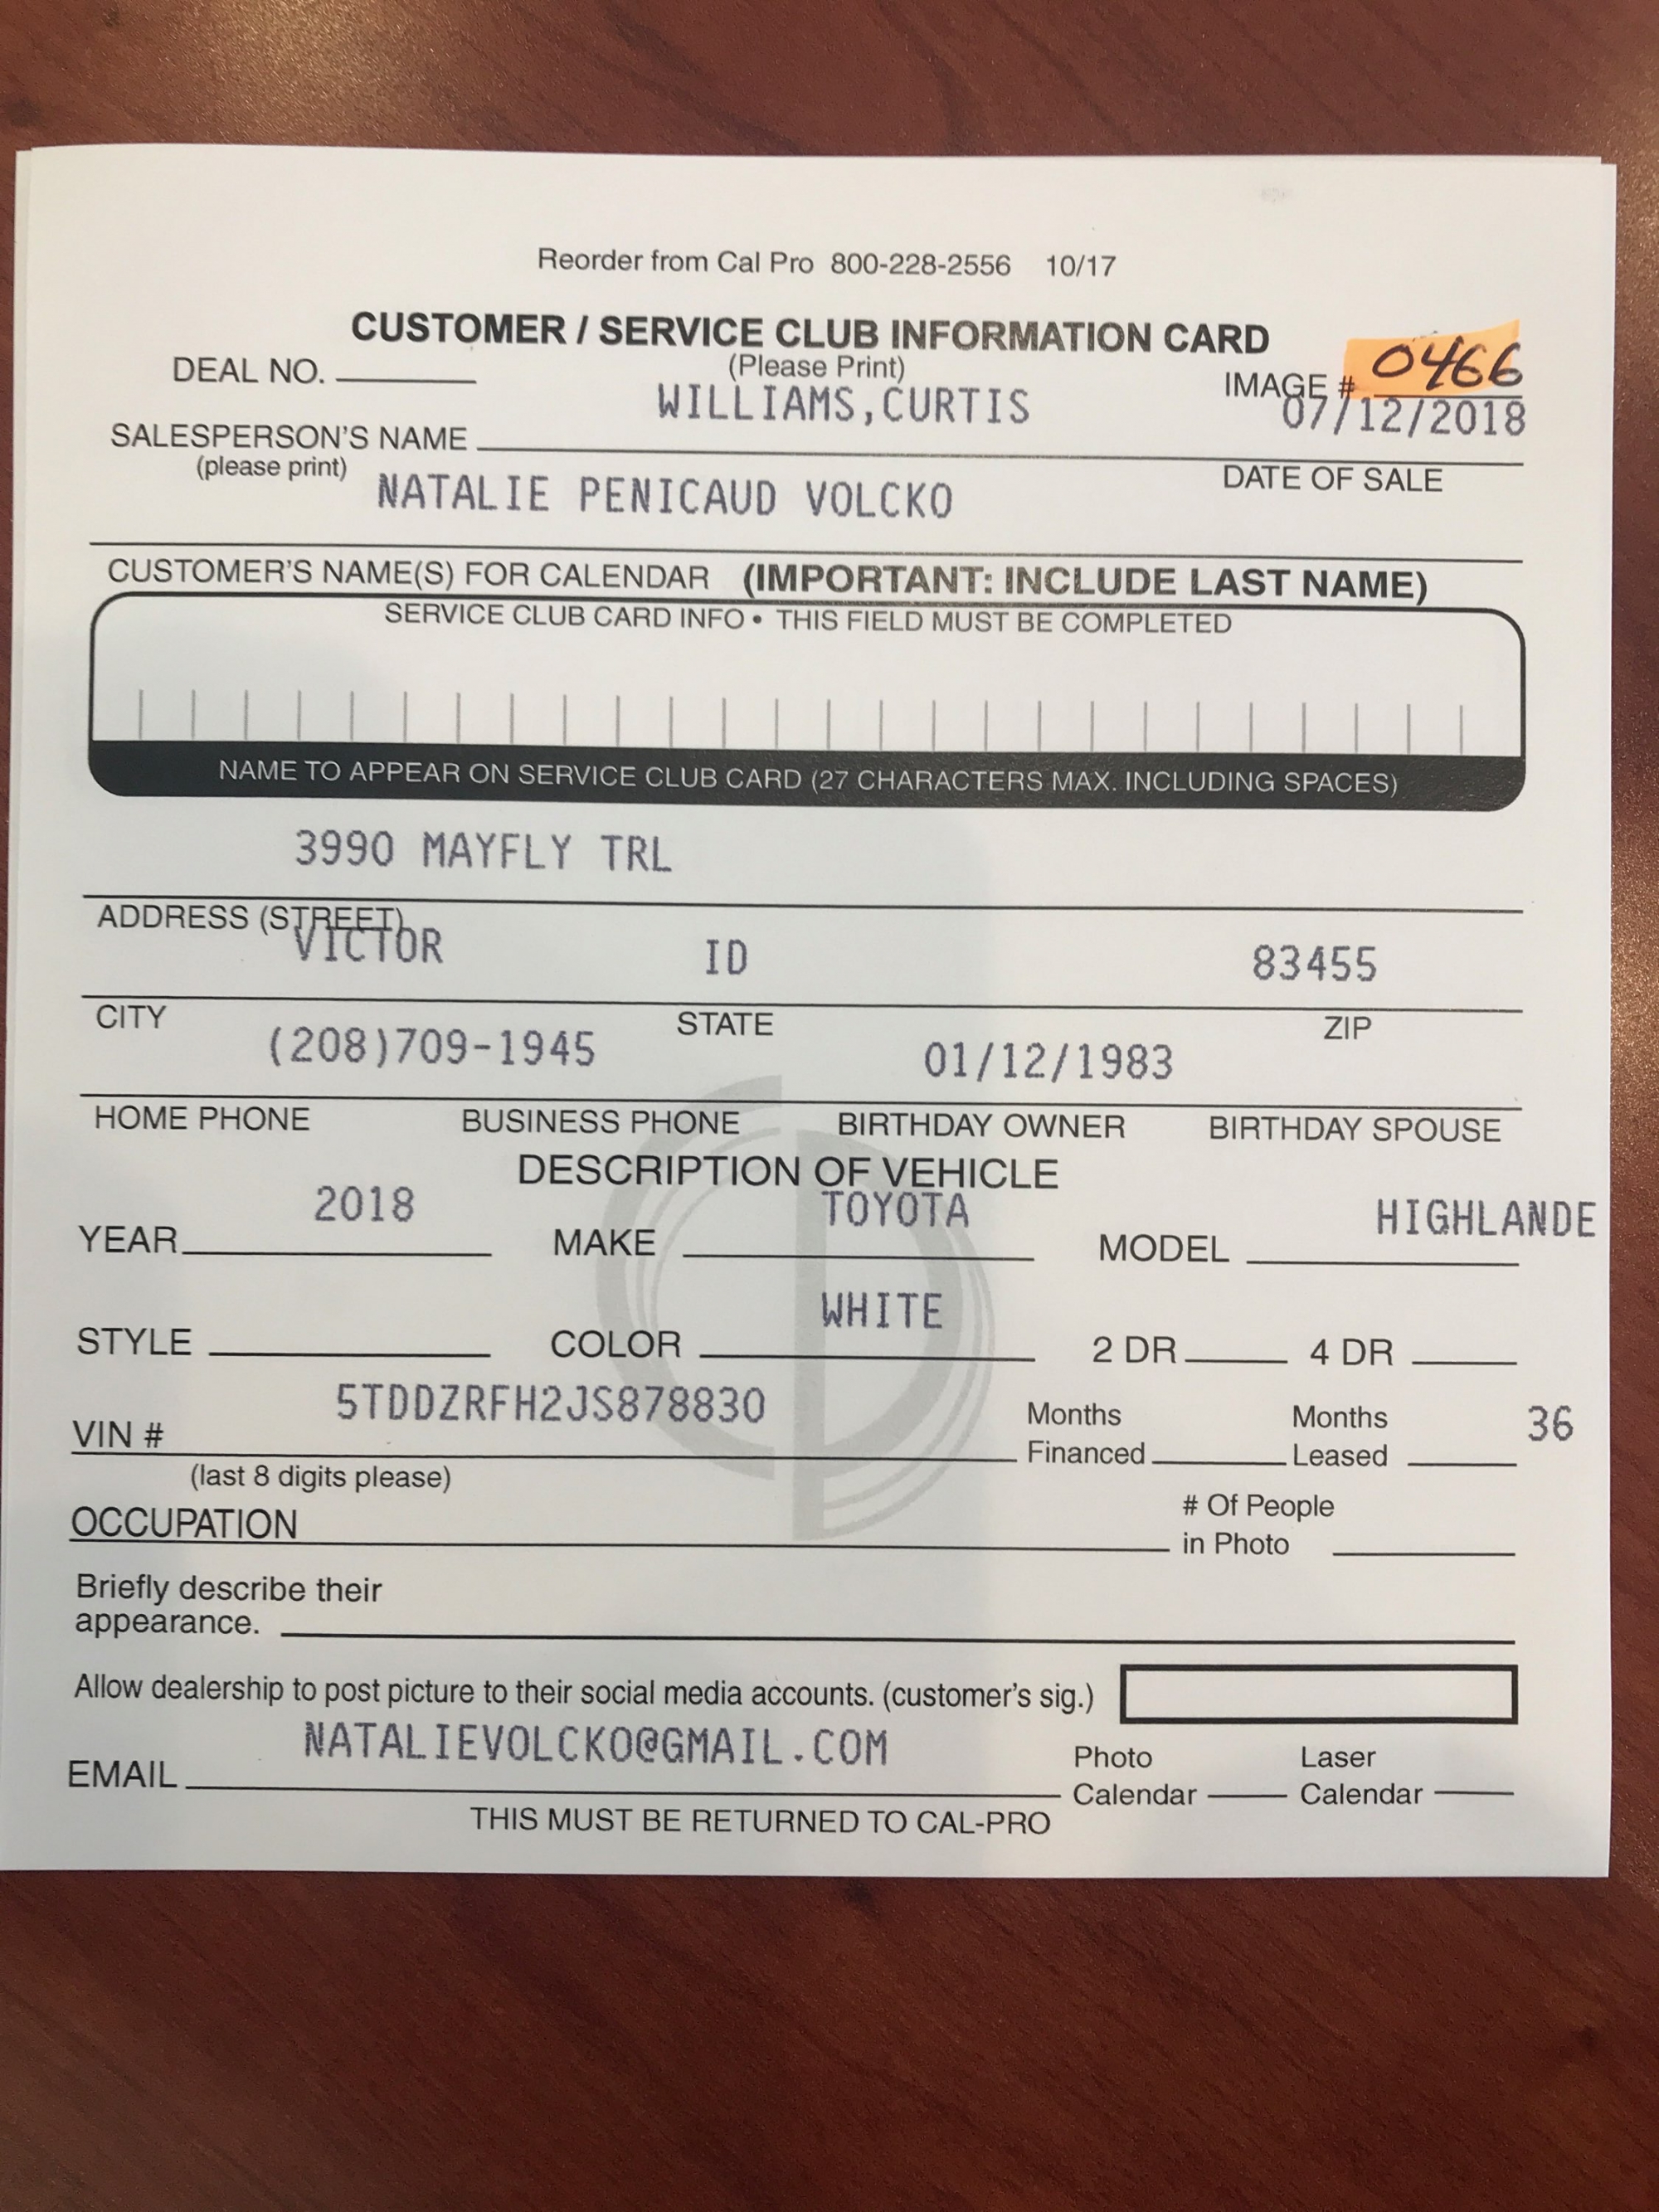 Reorder from Cal Pro 800-228-2556 10/17
CUSTOMER / SERVICE CLUB INFORMATION CARD
DEAL NO. (Please Print) IMAGE # 0466
WILLIAMS,CURTIS 07/12/2018
SALESPERSON'S NAME
(please print) DATE OF SALE
NATALIE PENICAUD VOLCKO
CUSTOMER'S NAME(S) FOR CALENDAR (IMPORTANT: INCLUDE LAST NAME)
SERVICE CLUB CARD INFO • THIS FIELD MUST BE COMPLETED
NAME TO APPEAR ON SERVICE CLUB CARD (27 CHARACTERS MAX. INCLUDING SPACES)
3990 MAYFLY TRL
ADDRESS (STREET)
VICTOR ID 83455
CITY STATE ZIP
(208)709-1945 01/12/1983
HOME PHONE BUSINESS PHONE BIRTHDAY OWNER BIRTHDAY SPOUSE
DESCRIPTION OF VEHICLE
2018 TOYOTA HIGHLANDE
YEAR MAKE MODEL
WHITE
STYLE COLOR 2 DR 4 DR
5TDDZRFH2JS878830 Months Months 36
VIN # Financed Leased
(last 8 digits please)
OCCUPATION # Of People
in Photo
Briefly describe their
appearance.
Allow dealership to post picture to their social media accounts. (customer's sig.)
NATALIEVOLCKO@GMAIL.COM Photo Laser
EMAIL Calendar Calendar
THIS MUST BE RETURNED TO CAL-PRO